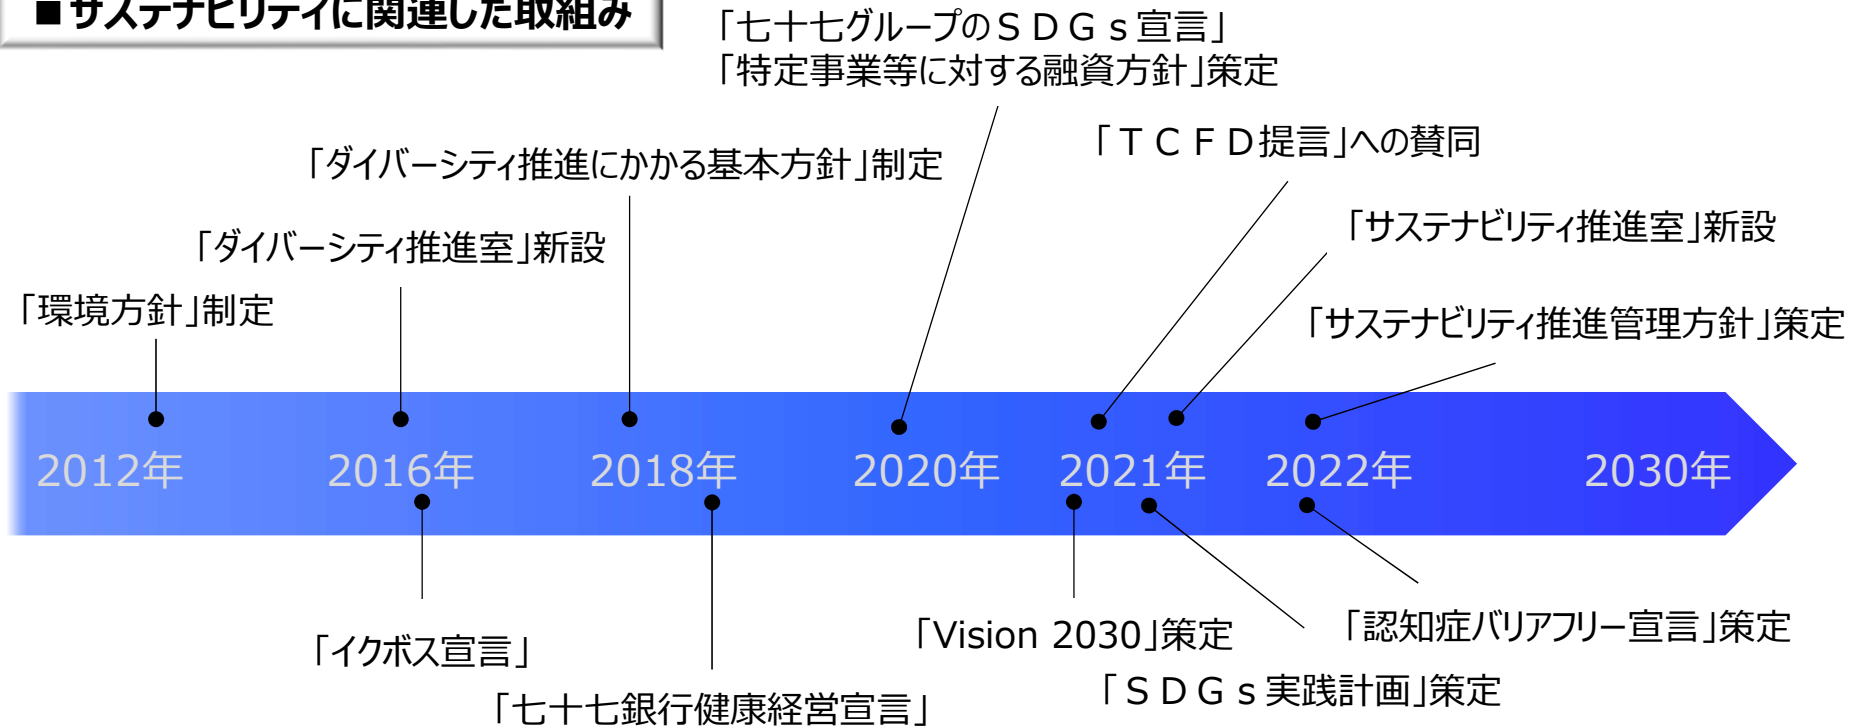 ■サステナビリティに関連した取組み
「七十七グループのＳＤＧｓ宣言」
「特定事業等に対する融資方針」策定
「ＴＣＦＤ提言」への賛同
「ダイバーシティ推進にかかる基本方針」制定
「サステナビリティ推進室」新設
「ダイバーシティ推進室」新設
「環境方針」制定
「サステナビリティ推進管理方針」策定
2012年
2016年
2018年
2020年
2021年
2022年
2030年
「イクボス宣言」
「Vision 2030」策定
「認知症バリアフリー宣言」策定
「七十七銀行健康経営宣言」
「ＳＤＧｓ実践計画」策定